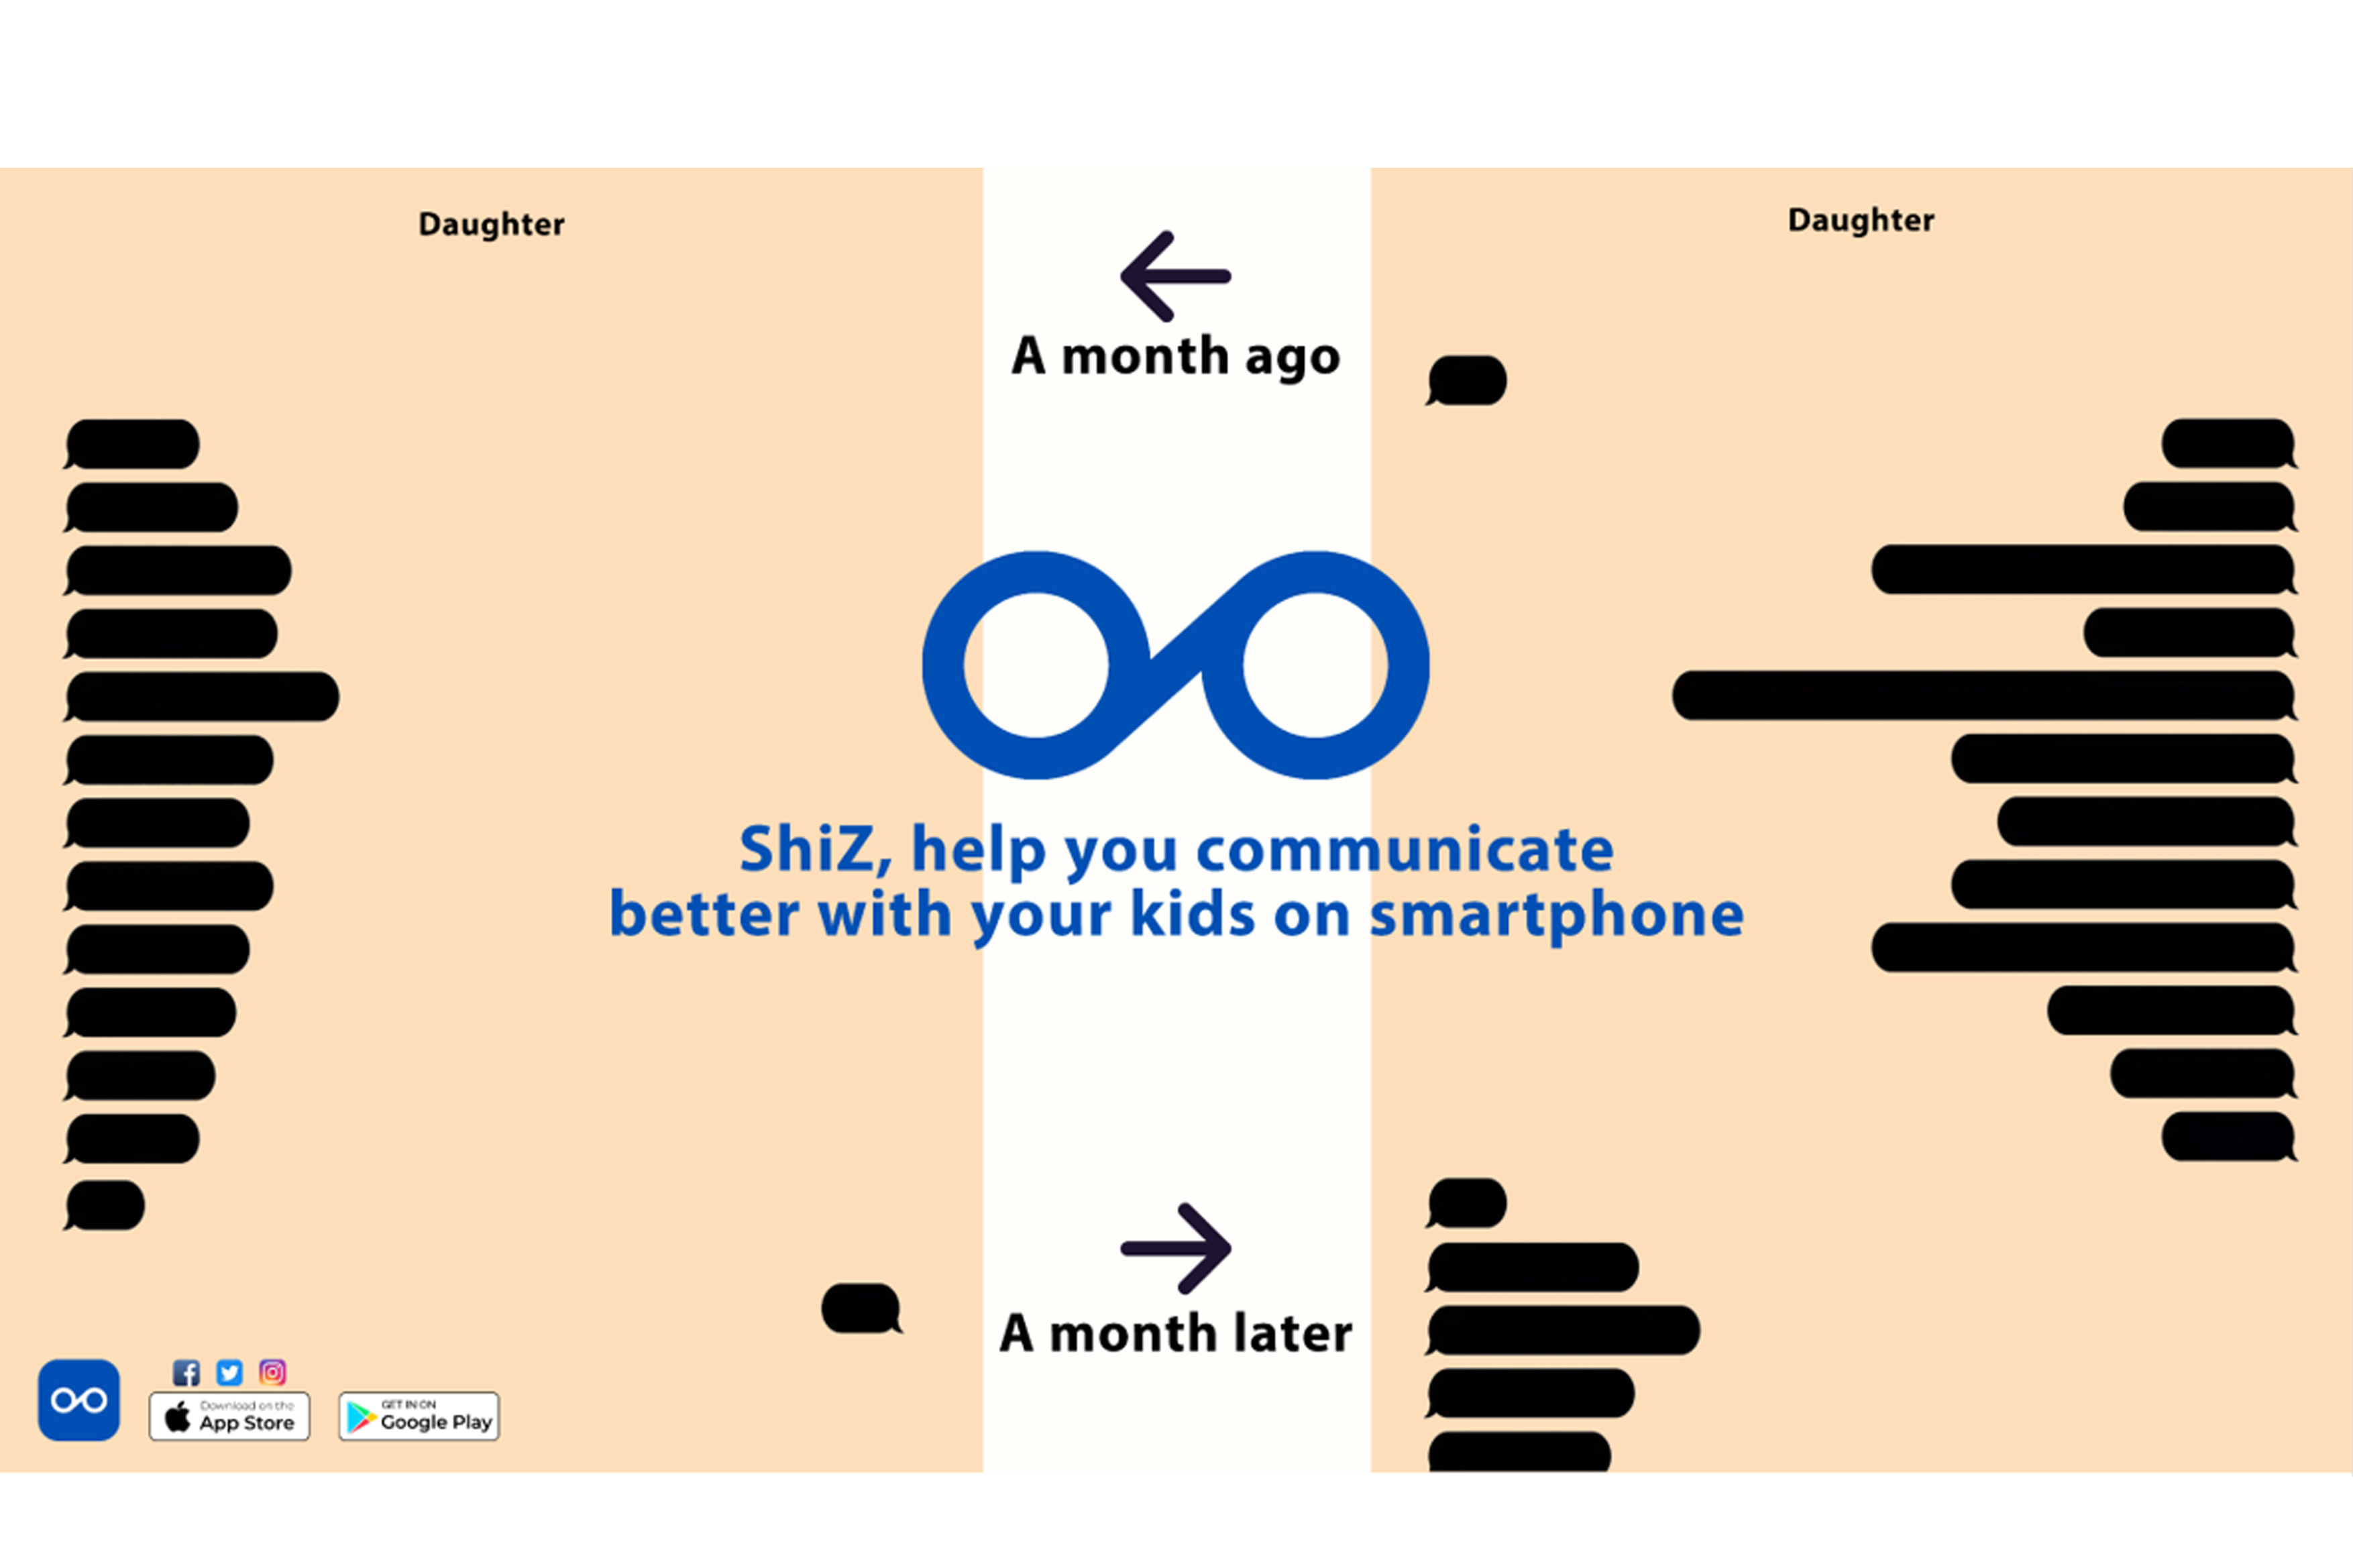 Daughter
Daughter
A month ago
ShiZ, help you communicate
better with your kids on smartphone
A month later
Download on the
App Store
GET IN ON
Google Play